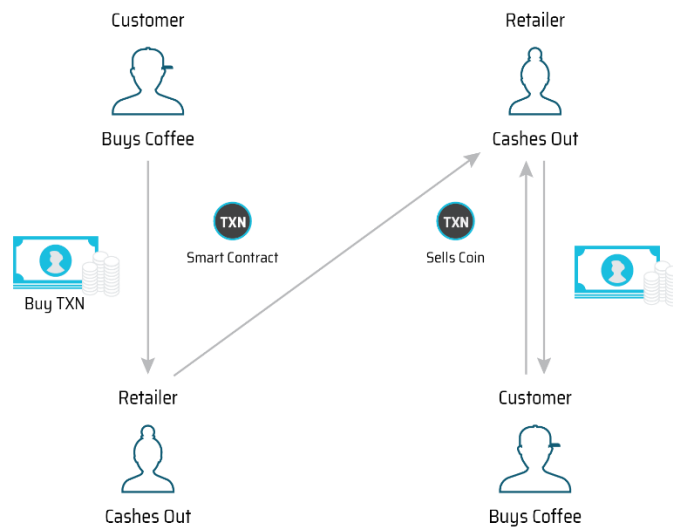 Customer
Retailer
Buys Coffee
Cashes Out
TXN
TXN
Smart Contract
Sells Coin
Buy TXN
Retailer
Customer
Cashes Out
Buys Coffee